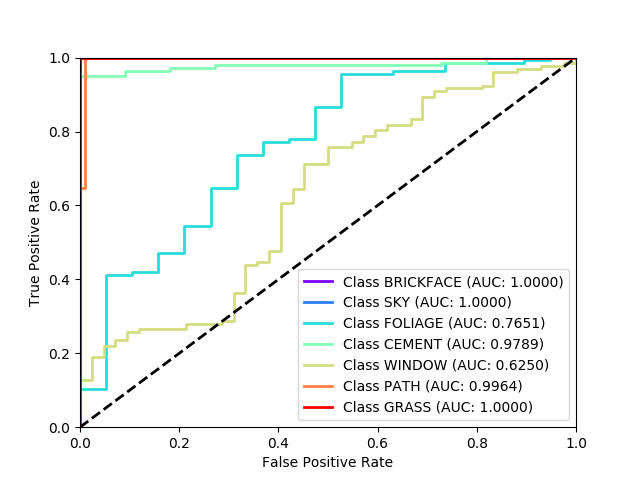 1.0
0.8
0.6
0.4
0.2
0.0
True Positive Rate
Class BRICKFACE (AUC: 1.0000)
Class SKY (AUC: 1.0000)
Class FOLIAGE (AUC: 0.7651)
Class CEMENT (AUC: 0.9789)
Class WINDOW (AUC: 0.6250)
Class PATH (AUC: 0.9964)
Class GRASS (AUC: 1.0000)
0.0 0.2 0.4 0.6 0.8 1.0
False Positive Rate